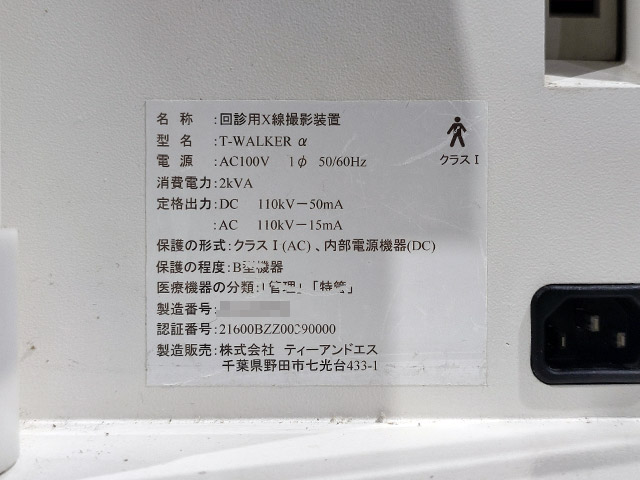 名 称 :回診用X線撮影装置
型 名 :T-WALKER α
電 源 :AC100V 1φ 50/60Hz
クラスⅠ
消費電力:2kVA
定格出力:DC 110kV－50mA
:AC 110kV－15mA
保護の形式:クラスⅠ(AC)、内部電源機器(DC)
保護の程度:B型機器
医療機器の分類:「管理」「特管」
製造番号:
認証番号:21600BZZ00390000
製造販売:株式会社 ティーアンドエス
千葉県野田市七光台433-1